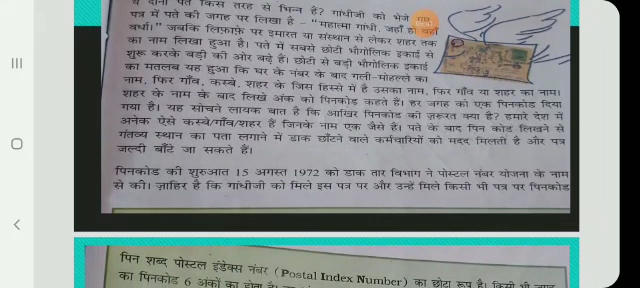 ये दोनों पते किस तरह से भिन्न हैं? गांधीजी को भेजे गए
पत्र में पते की जगह पर लिखा है – "महात्मा गांधी, जहाँ हो वहाँ
वर्धा।" जबकि लिफ़ाफ़े पर इमारत या संस्थान से लेकर शहर तक
का नाम लिखा हुआ है। पते में सबसे छोटी भौगोलिक इकाई से
शुरू करके बड़ी की ओर बढ़े हैं। छोटी से बड़ी भौगोलिक इकाई
का मतलब यह हुआ कि घर के नंबर के बाद गली-मोहल्ले का
नाम, फिर गाँव, कस्बे, शहर के जिस हिस्से में है उसका नाम, फिर गाँव या शहर का नाम।
शहर के नाम के बाद लिखे अंक को पिनकोड कहते हैं। हर जगह को एक पिनकोड दिया
गया है। यह सोचने लायक बात है कि आखिर पिनकोड की ज़रूरत क्या है? हमारे देश में
अनेक ऐसे कस्बे/गाँव/शहर हैं जिनके नाम एक जैसे हैं। पते के बाद पिन कोड लिखने से
गंतव्य स्थान का पता लगाने में डाक छाँटने वाले कर्मचारियों को मदद मिलती है और पत्र
जल्दी बाँटे जा सकते हैं।
पिनकोड की शुरुआत 15 अगस्त 1972 को डाक तार विभाग ने पोस्टल नंबर योजना के नाम
से की। ज़ाहिर है कि गांधीजी को मिले इस पत्र पर और उन्हें मिले किसी भी पत्र पर पिनकोड
पिन शब्द पोस्टल इंडेक्स नंबर (Postal Index Number) का छोटा रूप है। किसी भी जगह
का पिनकोड 6 अंकों का होता है।